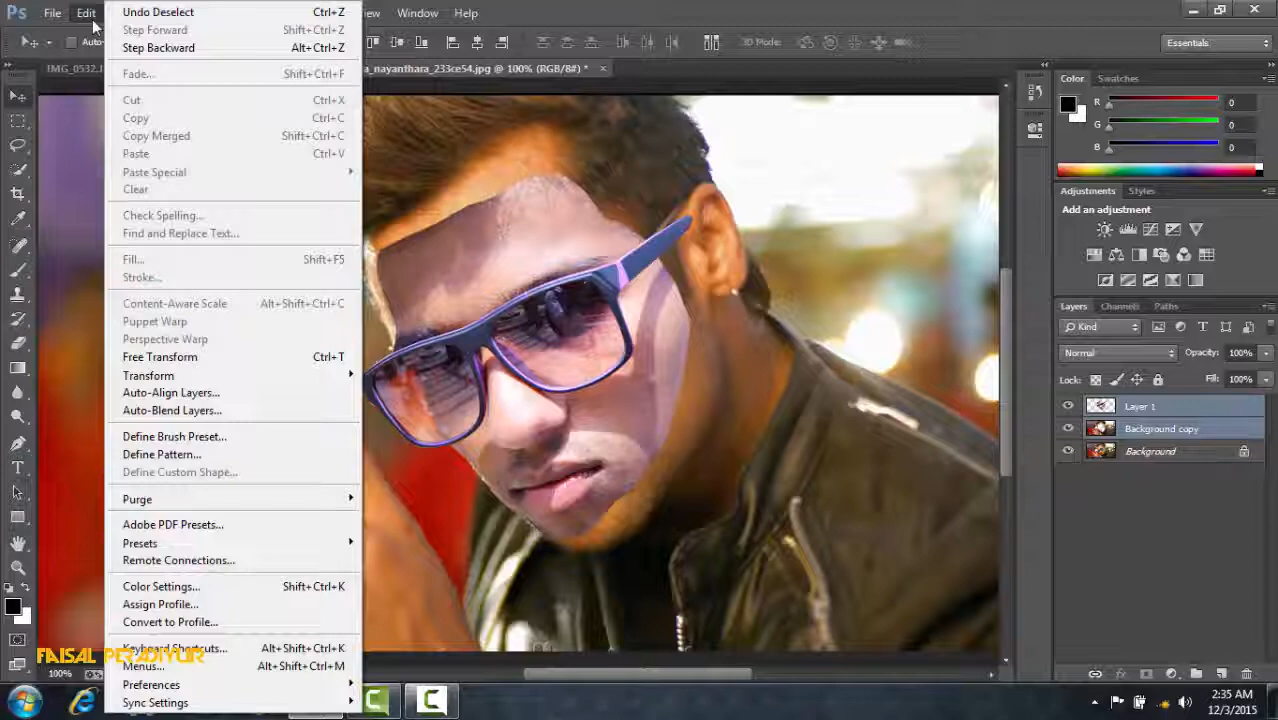 Ps File Edit iew Window Help
Undo Deselect Ctrl+Z
Step Forward Shift+Ctrl+Z
Step Backward Alt+Ctrl+Z
Fade... Shift+Ctrl+F
Cut Ctrl+X
Copy Ctrl+C
Copy Merged Shift+Ctrl+C
Paste Ctrl+V
Paste Special
Clear
Check Spelling...
Find and Replace Text...
Fill... Shift+F5
Stroke...
Content-Aware Scale Alt+Shift+Ctrl+C
Puppet Warp
Perspective Warp
Free Transform Ctrl+T
Transform
Auto-Align Layers...
Auto-Blend Layers...
Define Brush Preset...
Define Pattern...
Define Custom Shape...
Purge
Adobe PDF Presets...
Presets
Remote Connections...
Color Settings... Shift+Ctrl+K
Assign Profile...
Convert to Profile...
Keyboard Shortcuts... Alt+Shift+Ctrl+K
Menus... Alt+Shift+Ctrl+M
Preferences
Sync Settings
Auto-
3D Mode:
Essentials
IMG_0532.J
a_nayanthara_233ce54.jpg @ 100% (RGB/8#) *
Color Swatches
R 0
G 0
B 0
Adjustments Styles
Add an adjustment
Layers Channels Paths
Kind
Normal Opacity: 100%
Lock: Fill: 100%
Layer 1
Background copy
Background
FAISAL PERADIYUR
100%
2:35 AM
12/3/2015